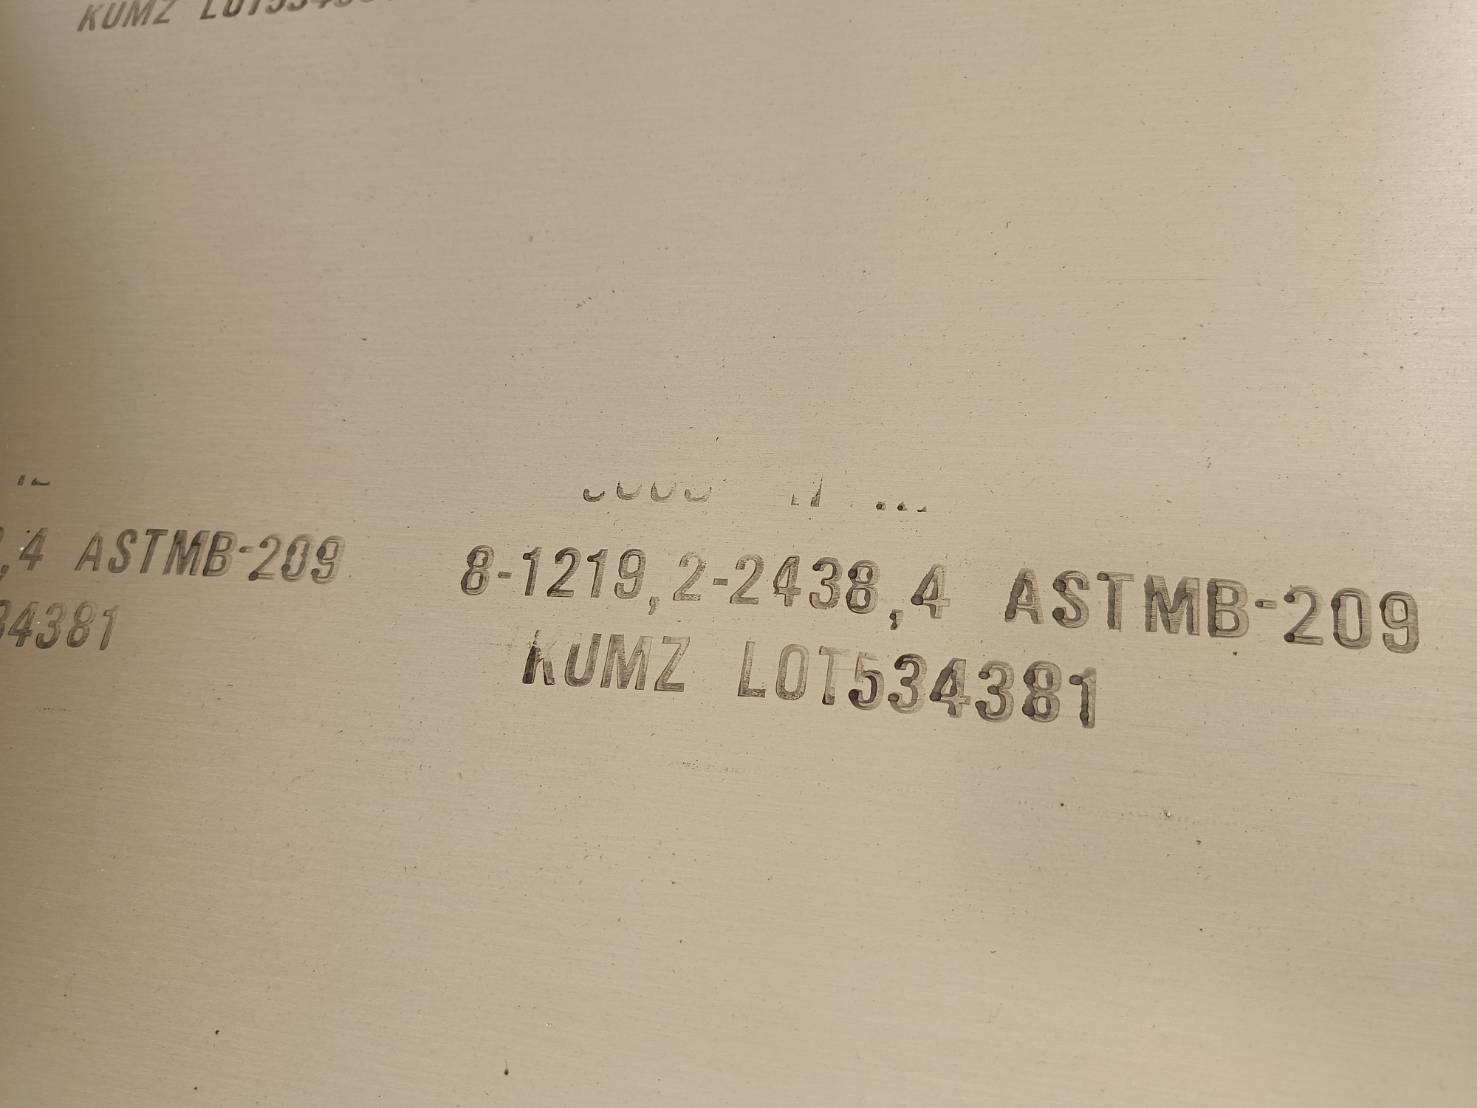 KUMZ
,4 ASTMB-209
34381
8-1219,2-2438,4 ASTMB-209
KUMZ LOT534381